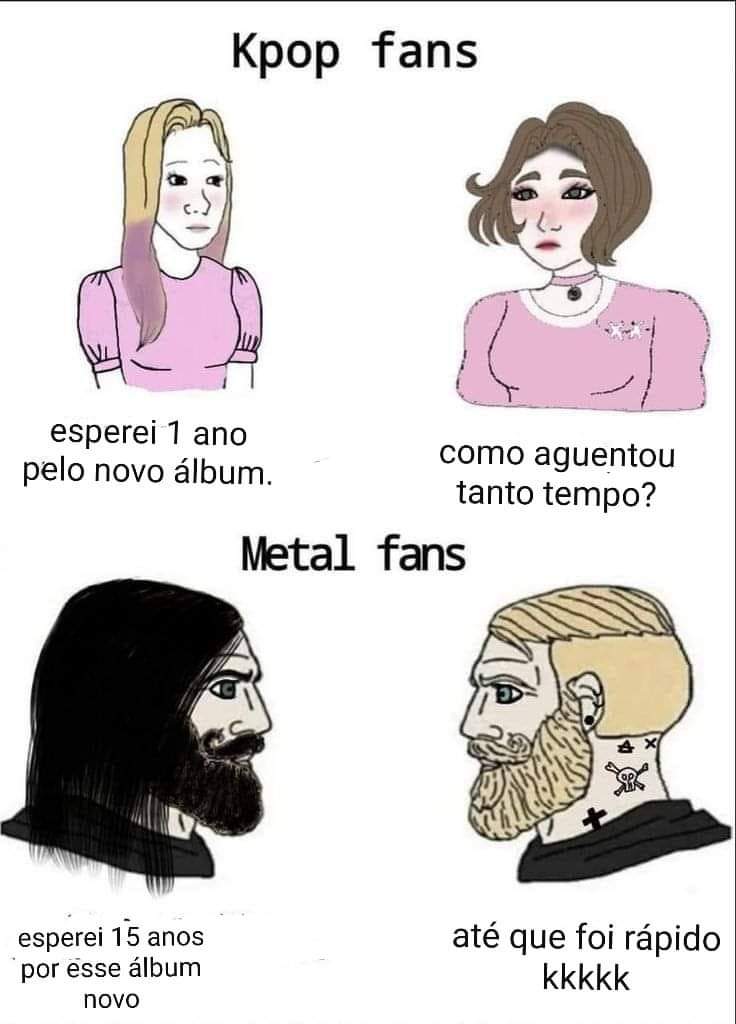 Kpop fans
esperei 1 ano
pelo novo álbum.
como aguentou
tanto tempo?
Metal fans
esperei 15 anos
por esse álbum
novo
até que foi rápido
kkkkk